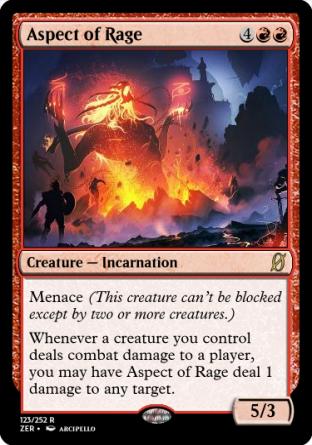 Aspect of Rage 4
Creature — Incarnation
Menace (This creature can't be blocked
except by two or more creatures.)
Whenever a creature you control
deals combat damage to a player,
you may have Aspect of Rage deal 1
damage to any target.
5/3
123/252 R
ZER • ARCIPELLO